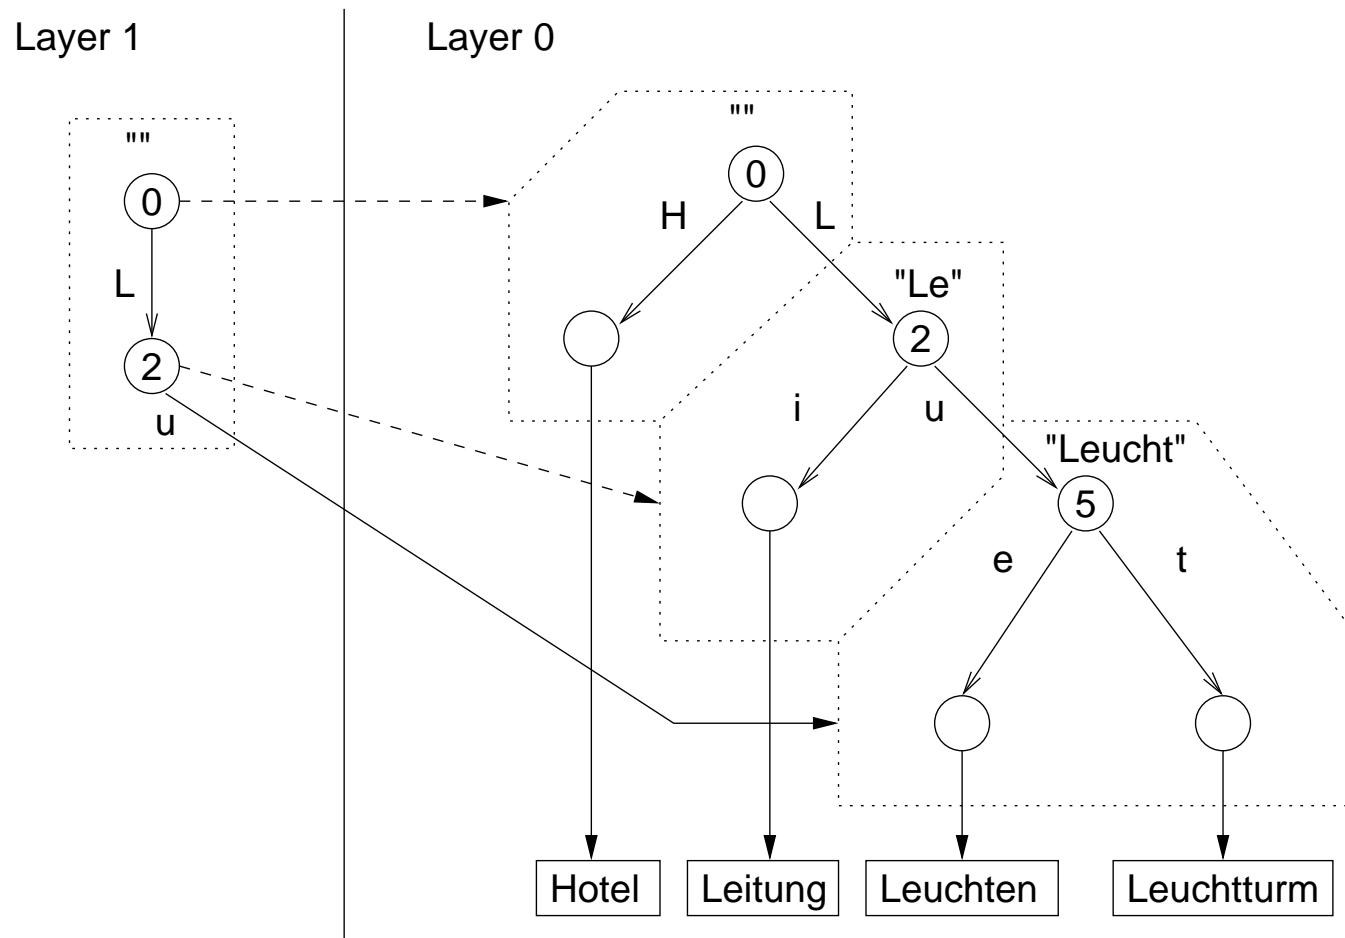 Layer 1
Layer 0
""
""
0
0
H
L
L
"Le"
2
2
i
u
u
"Leucht"
5
e
t
Hotel
Leitung
Leuchten
Leuchtturm